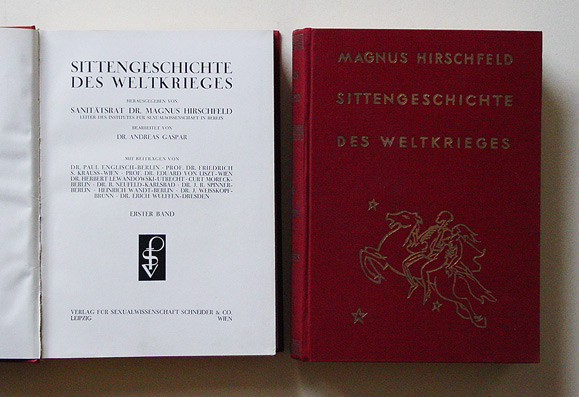 SITTENGESCHICHTE
DES WELTKRIEGES
HERAUSGEGEBEN VON
SANITÄTSRAT DR. MAGNUS HIRSCHFELD
LEITER DES INSTITUTES FÜR SEXUALWISSENSCHAFT IN BERLIN
BEARBEITET VON
DR. ANDREAS GASPAR
MIT BEITRÄGEN VON
DR. PAUL ENGLISCH-BERLIN · PROF. DR. FRIEDRICH
S. KRAUSS-WIEN · PROF. DR. EDUARD VON LISZT-WIEN
DR. HERBERT LEWANDOWSKI-UTRECHT · CURT MORECK-
BERLIN · DR. B. NEUFELD-KARLSBAD · DR. J. R. SPINNER-
BERLIN · HEINRICH WANDT-BERLIN · DR. J. WEISSKOPF-
BRUNN · DR. ERICH WULFFEN-DRESDEN
ERSTER BAND
VERLAG FÜR SEXUALWISSENSCHAFT SCHNEIDER & CO.
LEIPZIG WIEN
MAGNUS HIRSCHFELD
SITTENGESCHICHTE
DES WELTKRIEGES